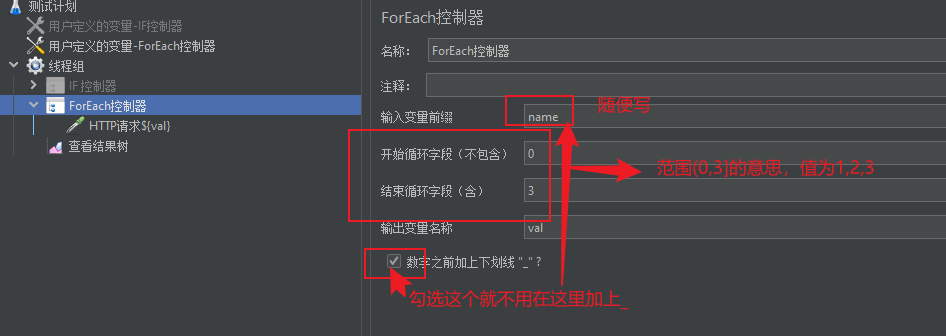 测试计划
用户定义的变量-IF控制器
用户定义的变量-ForEach控制器
线程组
IF 控制器
ForEach控制器
HTTP请求${val}
查看结果树
ForEach控制器
名称： ForEach控制器
注释：
随便写
输入变量前缀 name
开始循环字段（不包含） 0
范围(0,3]的意思，值为1,2,3
结束循环字段（含） 3
输出变量名称 val
数字之前加上下划线 "_" ?
勾选这个就不用在这里加上_